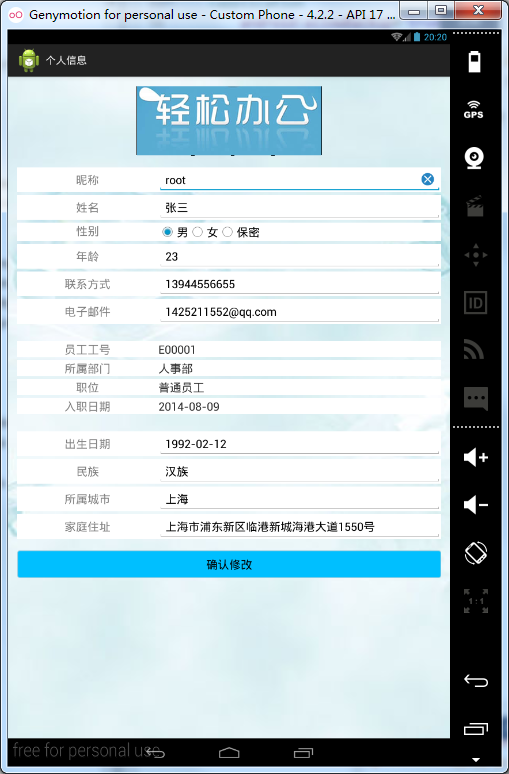 Genymotion for personal use - Custom Phone - 4.2.2 - API 17 ...
20:20
个人信息
轻松办公
GPS
昵称 root
姓名 张三
性别 男 女 保密
年龄 23
ID
联系方式 13944556655
电子邮件 1425211552@qq.com
员工工号 E00001
所属部门 人事部
职位 普通员工
入职日期 2014-08-09
出生日期 1992-02-12
民族 汉族
所属城市 上海
家庭住址 上海市浦东新区临港新城海港大道1550号
确认修改
1:1
free for personal use